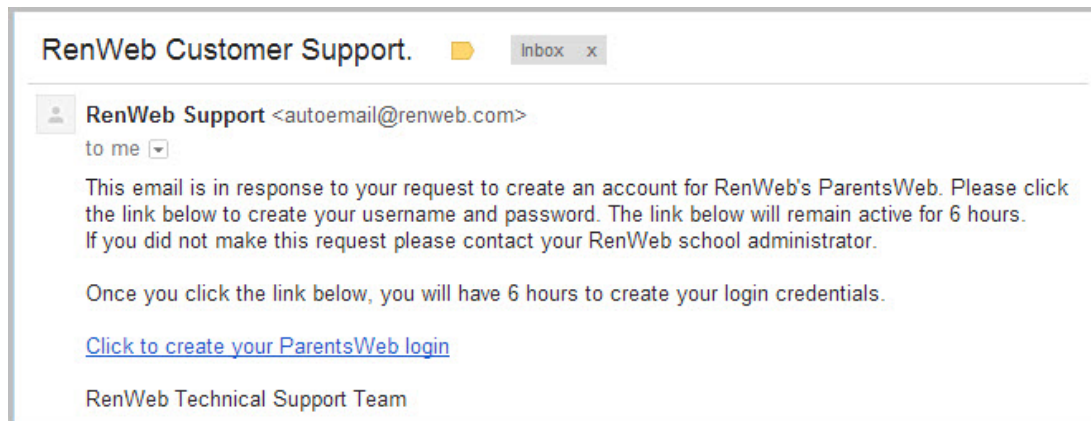 RenWeb Customer Support. Inbox x
RenWeb Support <autoemail@renweb.com>
to me
This email is in response to your request to create an account for RenWeb's ParentsWeb. Please click
the link below to create your username and password. The link below will remain active for 6 hours.
If you did not make this request please contact your RenWeb school administrator.
Once you click the link below, you will have 6 hours to create your login credentials.
Click to create your ParentsWeb login
RenWeb Technical Support Team